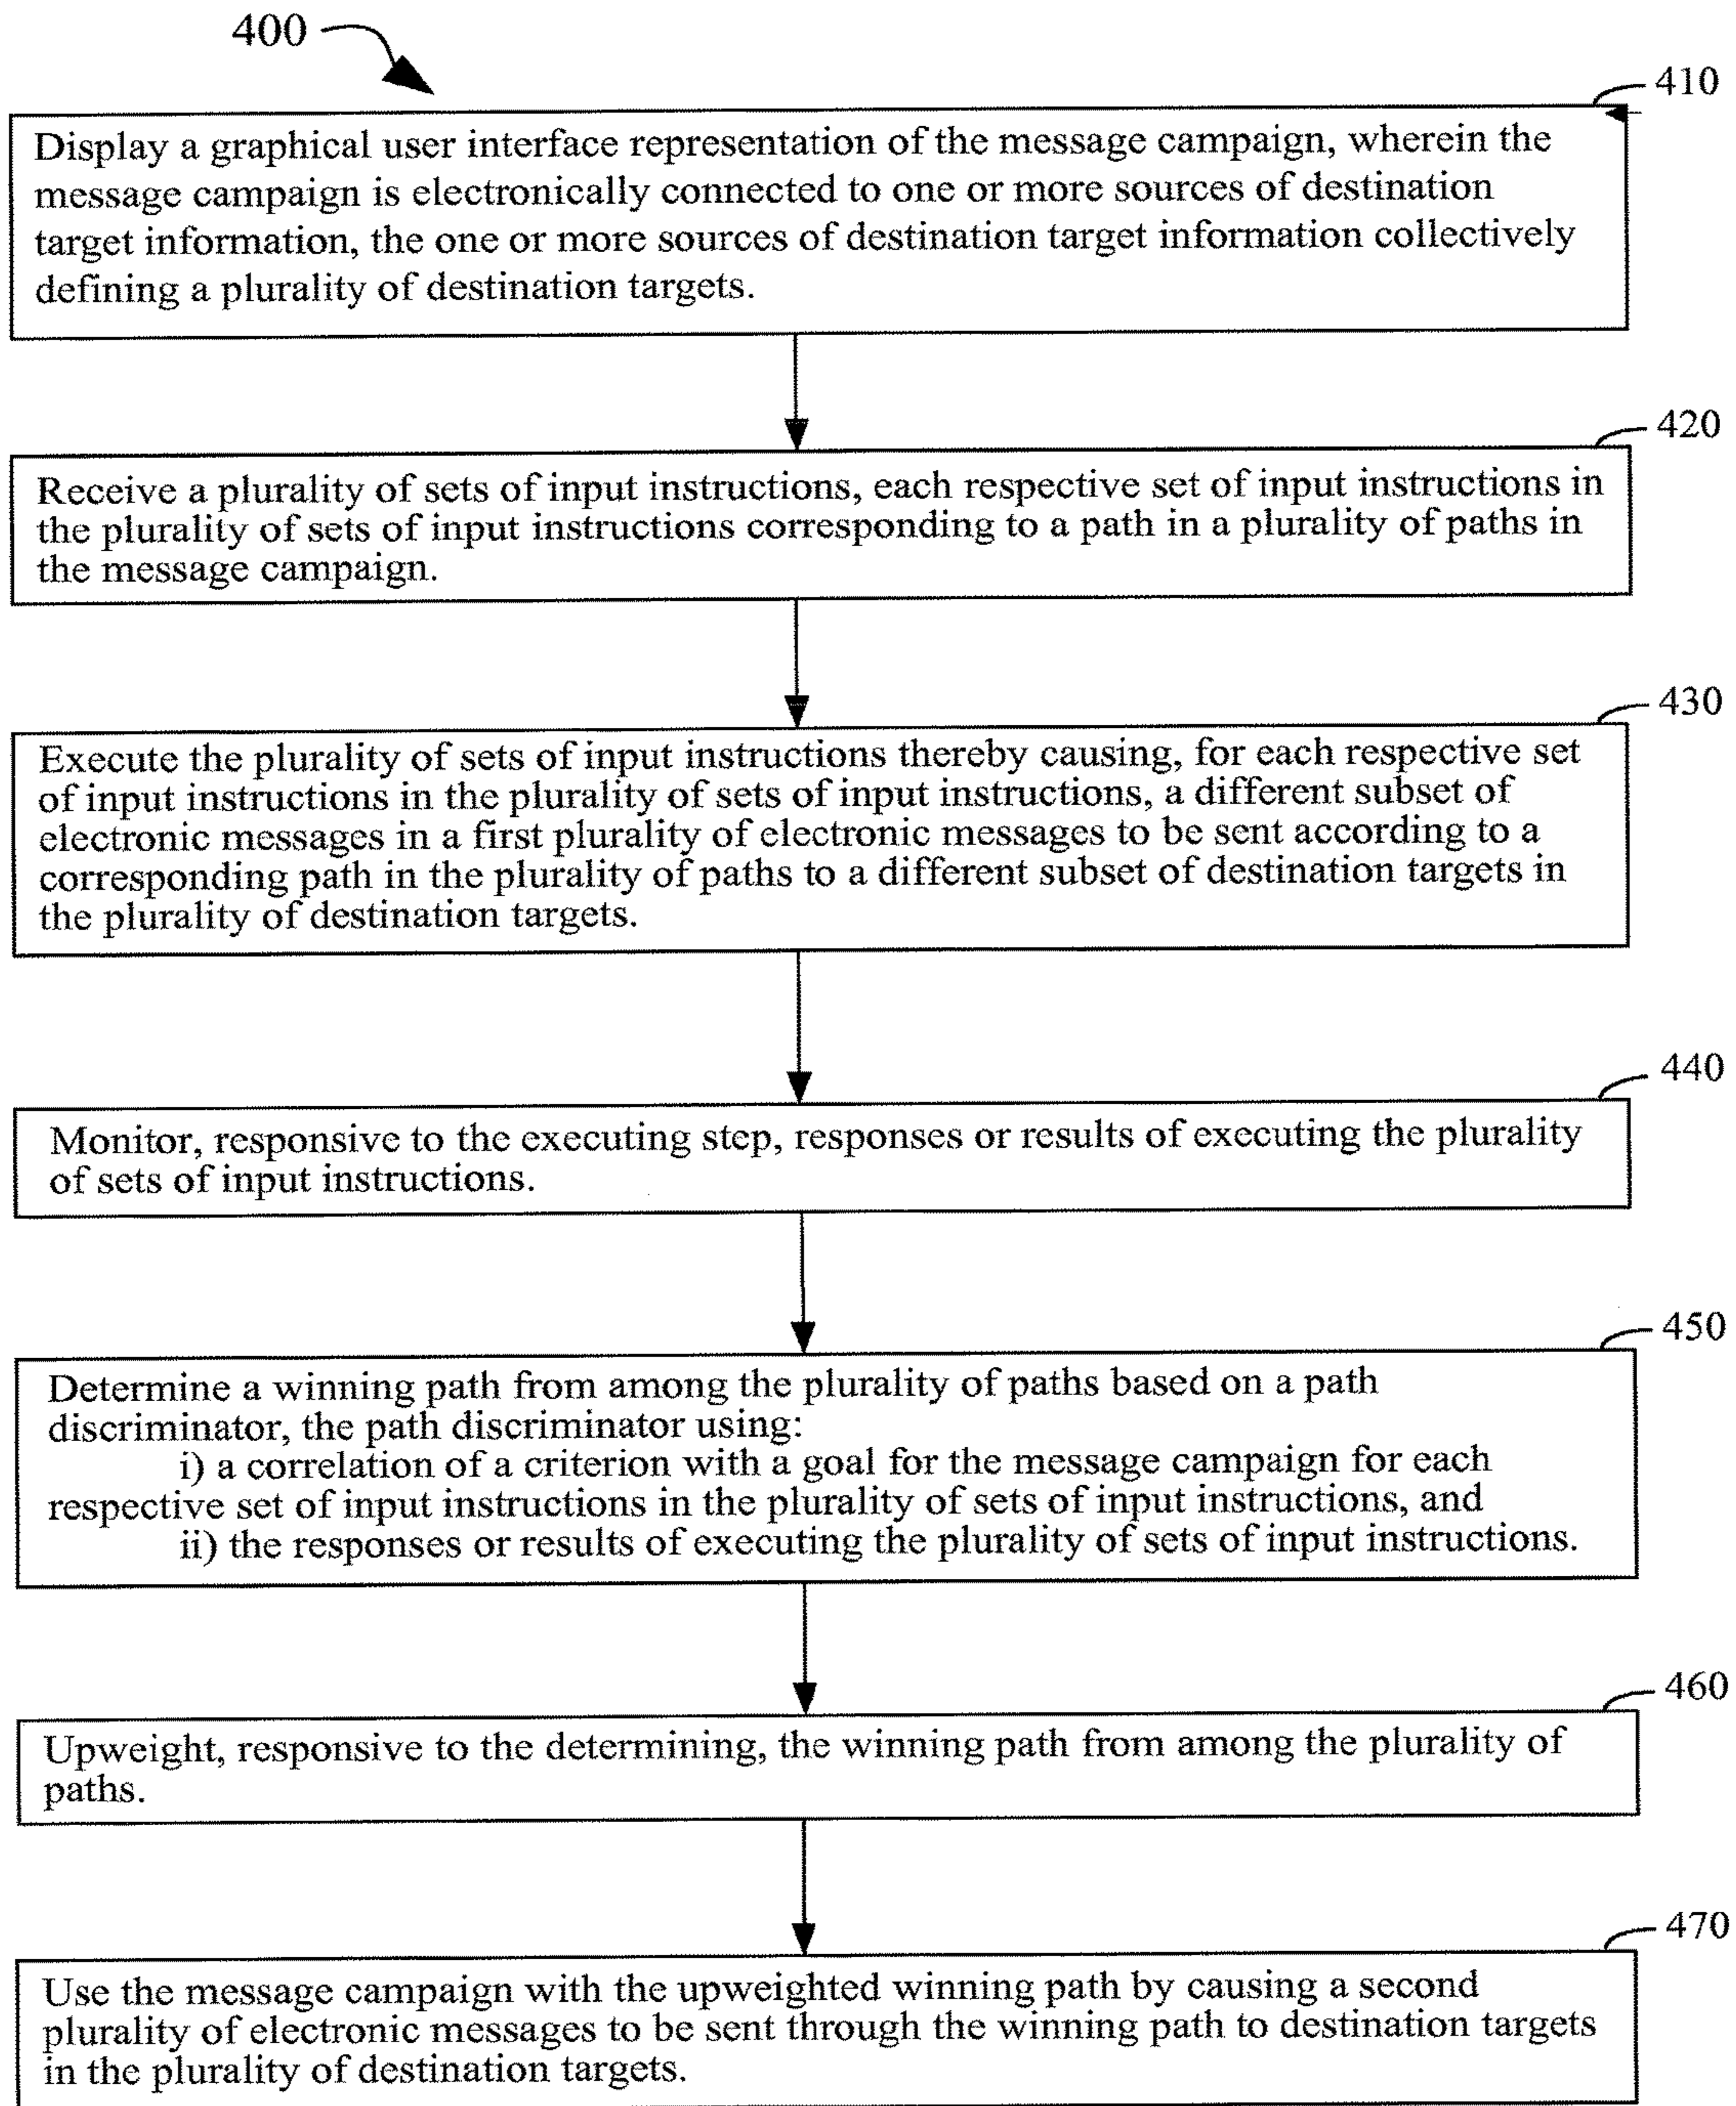 400
410
Display a graphical user interface representation of the message campaign, wherein the
message campaign is electronically connected to one or more sources of destination
target information, the one or more sources of destination target information collectively
defining a plurality of destination targets.
420
Receive a plurality of sets of input instructions, each respective set of input instructions in
the plurality of sets of input instructions corresponding to a path in a plurality of paths in
the message campaign.
430
Execute the plurality of sets of input instructions thereby causing, for each respective set
of input instructions in the plurality of sets of input instructions, a different subset of
electronic messages in a first plurality of electronic messages to be sent according to a
corresponding path in the plurality of paths to a different subset of destination targets in
the plurality of destination targets.
440
Monitor, responsive to the executing step, responses or results of executing the plurality
of sets of input instructions.
450
Determine a winning path from among the plurality of paths based on a path
discriminator, the path discriminator using:
i) a correlation of a criterion with a goal for the message campaign for each
respective set of input instructions in the plurality of sets of input instructions, and
ii) the responses or results of executing the plurality of sets of input instructions.
460
Upweight, responsive to the determining, the winning path from among the plurality of
paths.
470
Use the message campaign with the upweighted winning path by causing a second
plurality of electronic messages to be sent through the winning path to destination targets
in the plurality of destination targets.